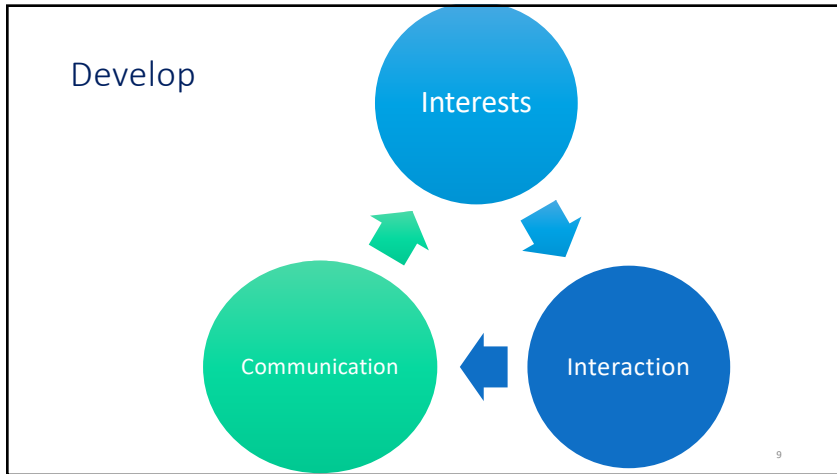 Develop
Interests
Communication
Interaction
9